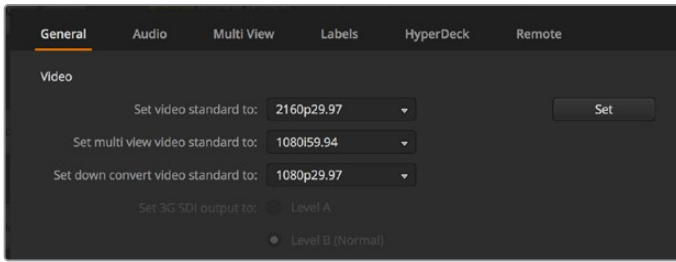 General Audio Multi View Labels HyperDeck Remote
Video
Set video standard to: 2160p29.97 Set
Set multi view video standard to: 1080i59.94
Set down convert video standard to: 1080p29.97
Set 3G SDI output to: Level A
Level B (Normal)